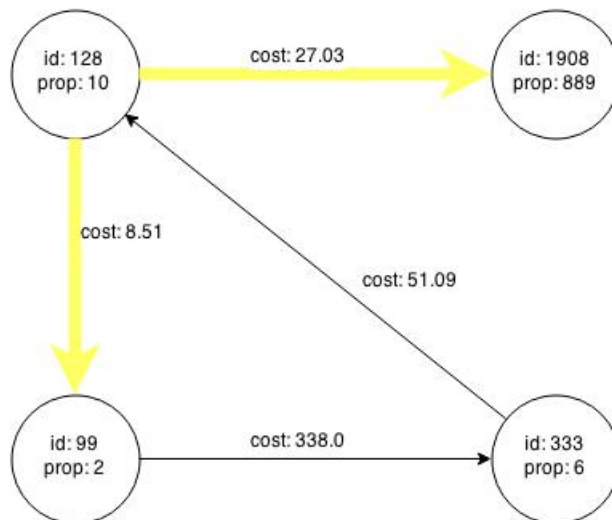 id: 128
prop: 10
cost: 27.03
id: 1908
prop: 889
cost: 8.51
cost: 51.09
id: 99
prop: 2
cost: 338.0
id: 333
prop: 6